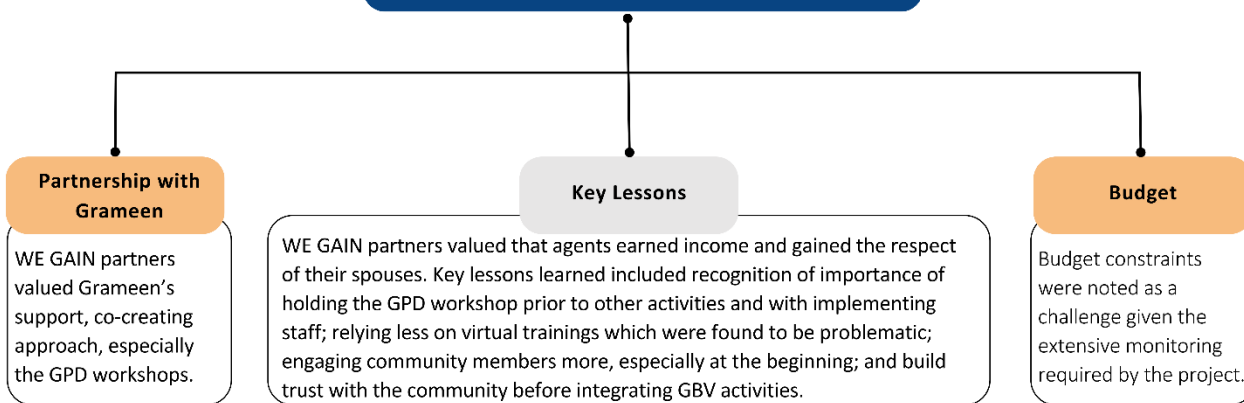 Partnership with
Grameen
WE GAIN partners
valued Grameen's
support, co-creating
approach, especially
the GPD workshops.
Key Lessons
WE GAIN partners valued that agents earned income and gained the respect
of their spouses. Key lessons learned included recognition of importance of
holding the GPD workshop prior to other activities and with implementing
staff; relying less on virtual trainings which were found to be problematic;
engaging community members more, especially at the beginning; and build
trust with the community before integrating GBV activities.
Budget
Budget constraints
were noted as a
challenge given the
extensive monitoring
required by the project.